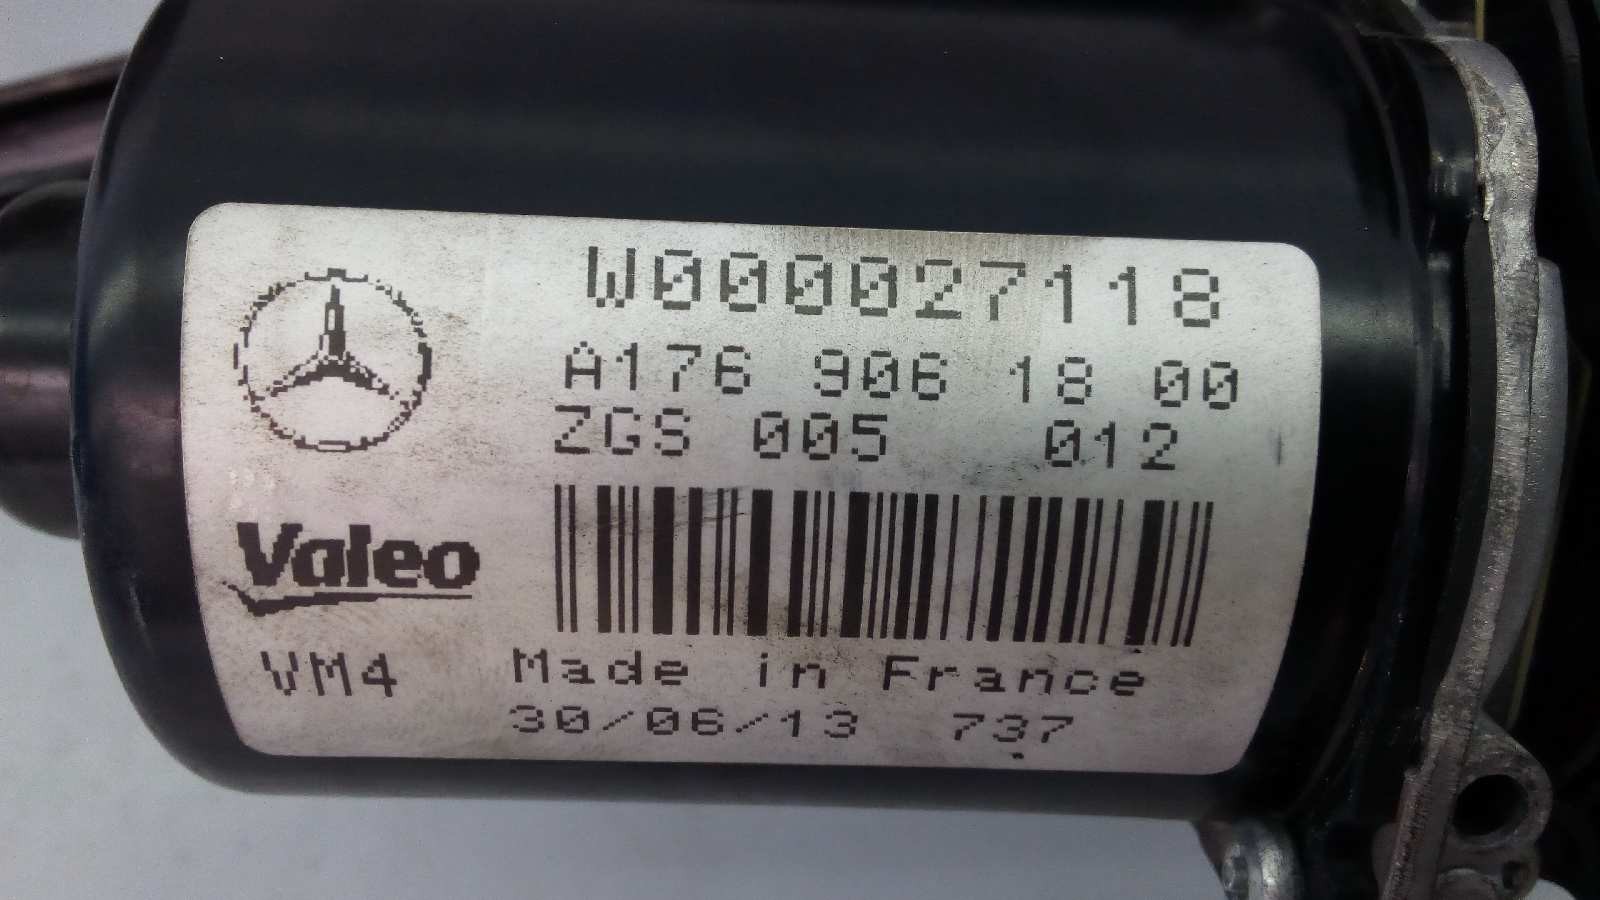 W000027118
A176 906 18 00
ZGS 005 012
Valeo
VM4
Made in France
30/06/13 737